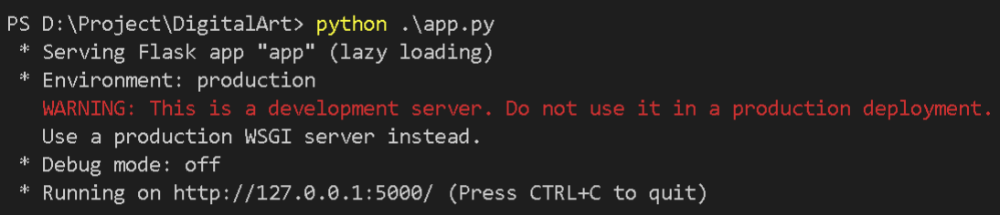 PS D:\Project\DigitalArt> python .\app.py
* Serving Flask app "app" (lazy loading)
* Environment: production
WARNING: This is a development server. Do not use it in a production deployment.
Use a production WSGI server instead.
* Debug mode: off
* Running on http://127.0.0.1:5000/ (Press CTRL+C to quit)